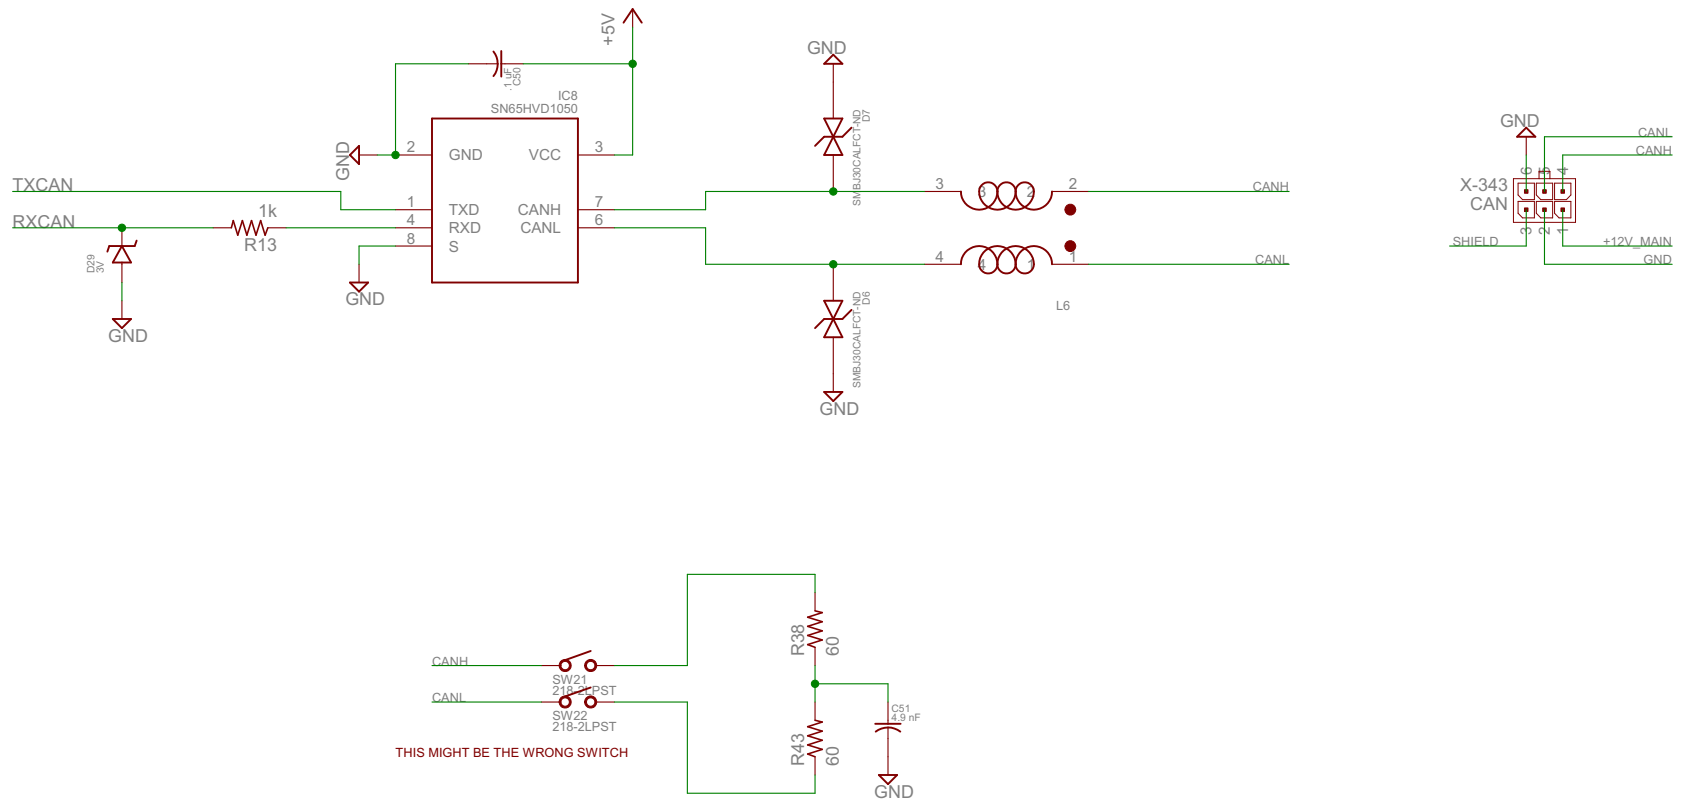 +5V
.1 uF
C50
IC8
SN65HVD1050
GND
2
GND
VCC
3
TXCAN
1
TXD
CANH
7
RXCAN
1k
R13
4
RXD
CANL
6
8
S
D29
3V
GND
GND
GND
SMBJ30CALFCT-ND
D7
3
3
2
2
CANH
4
4
1
1
CANL
L6
SMBJ30CALFCT-ND
D6
GND
GND
CANL
CANH
6
5
4
X-343
CAN
3
2
1
SHIELD
+12V_MAIN
GND
CANH
SW21
218-2LPST
CANL
SW22
218-2LPST
THIS MIGHT BE THE WRONG SWITCH
R38
60
C51
4.9 nF
R43
60
GND